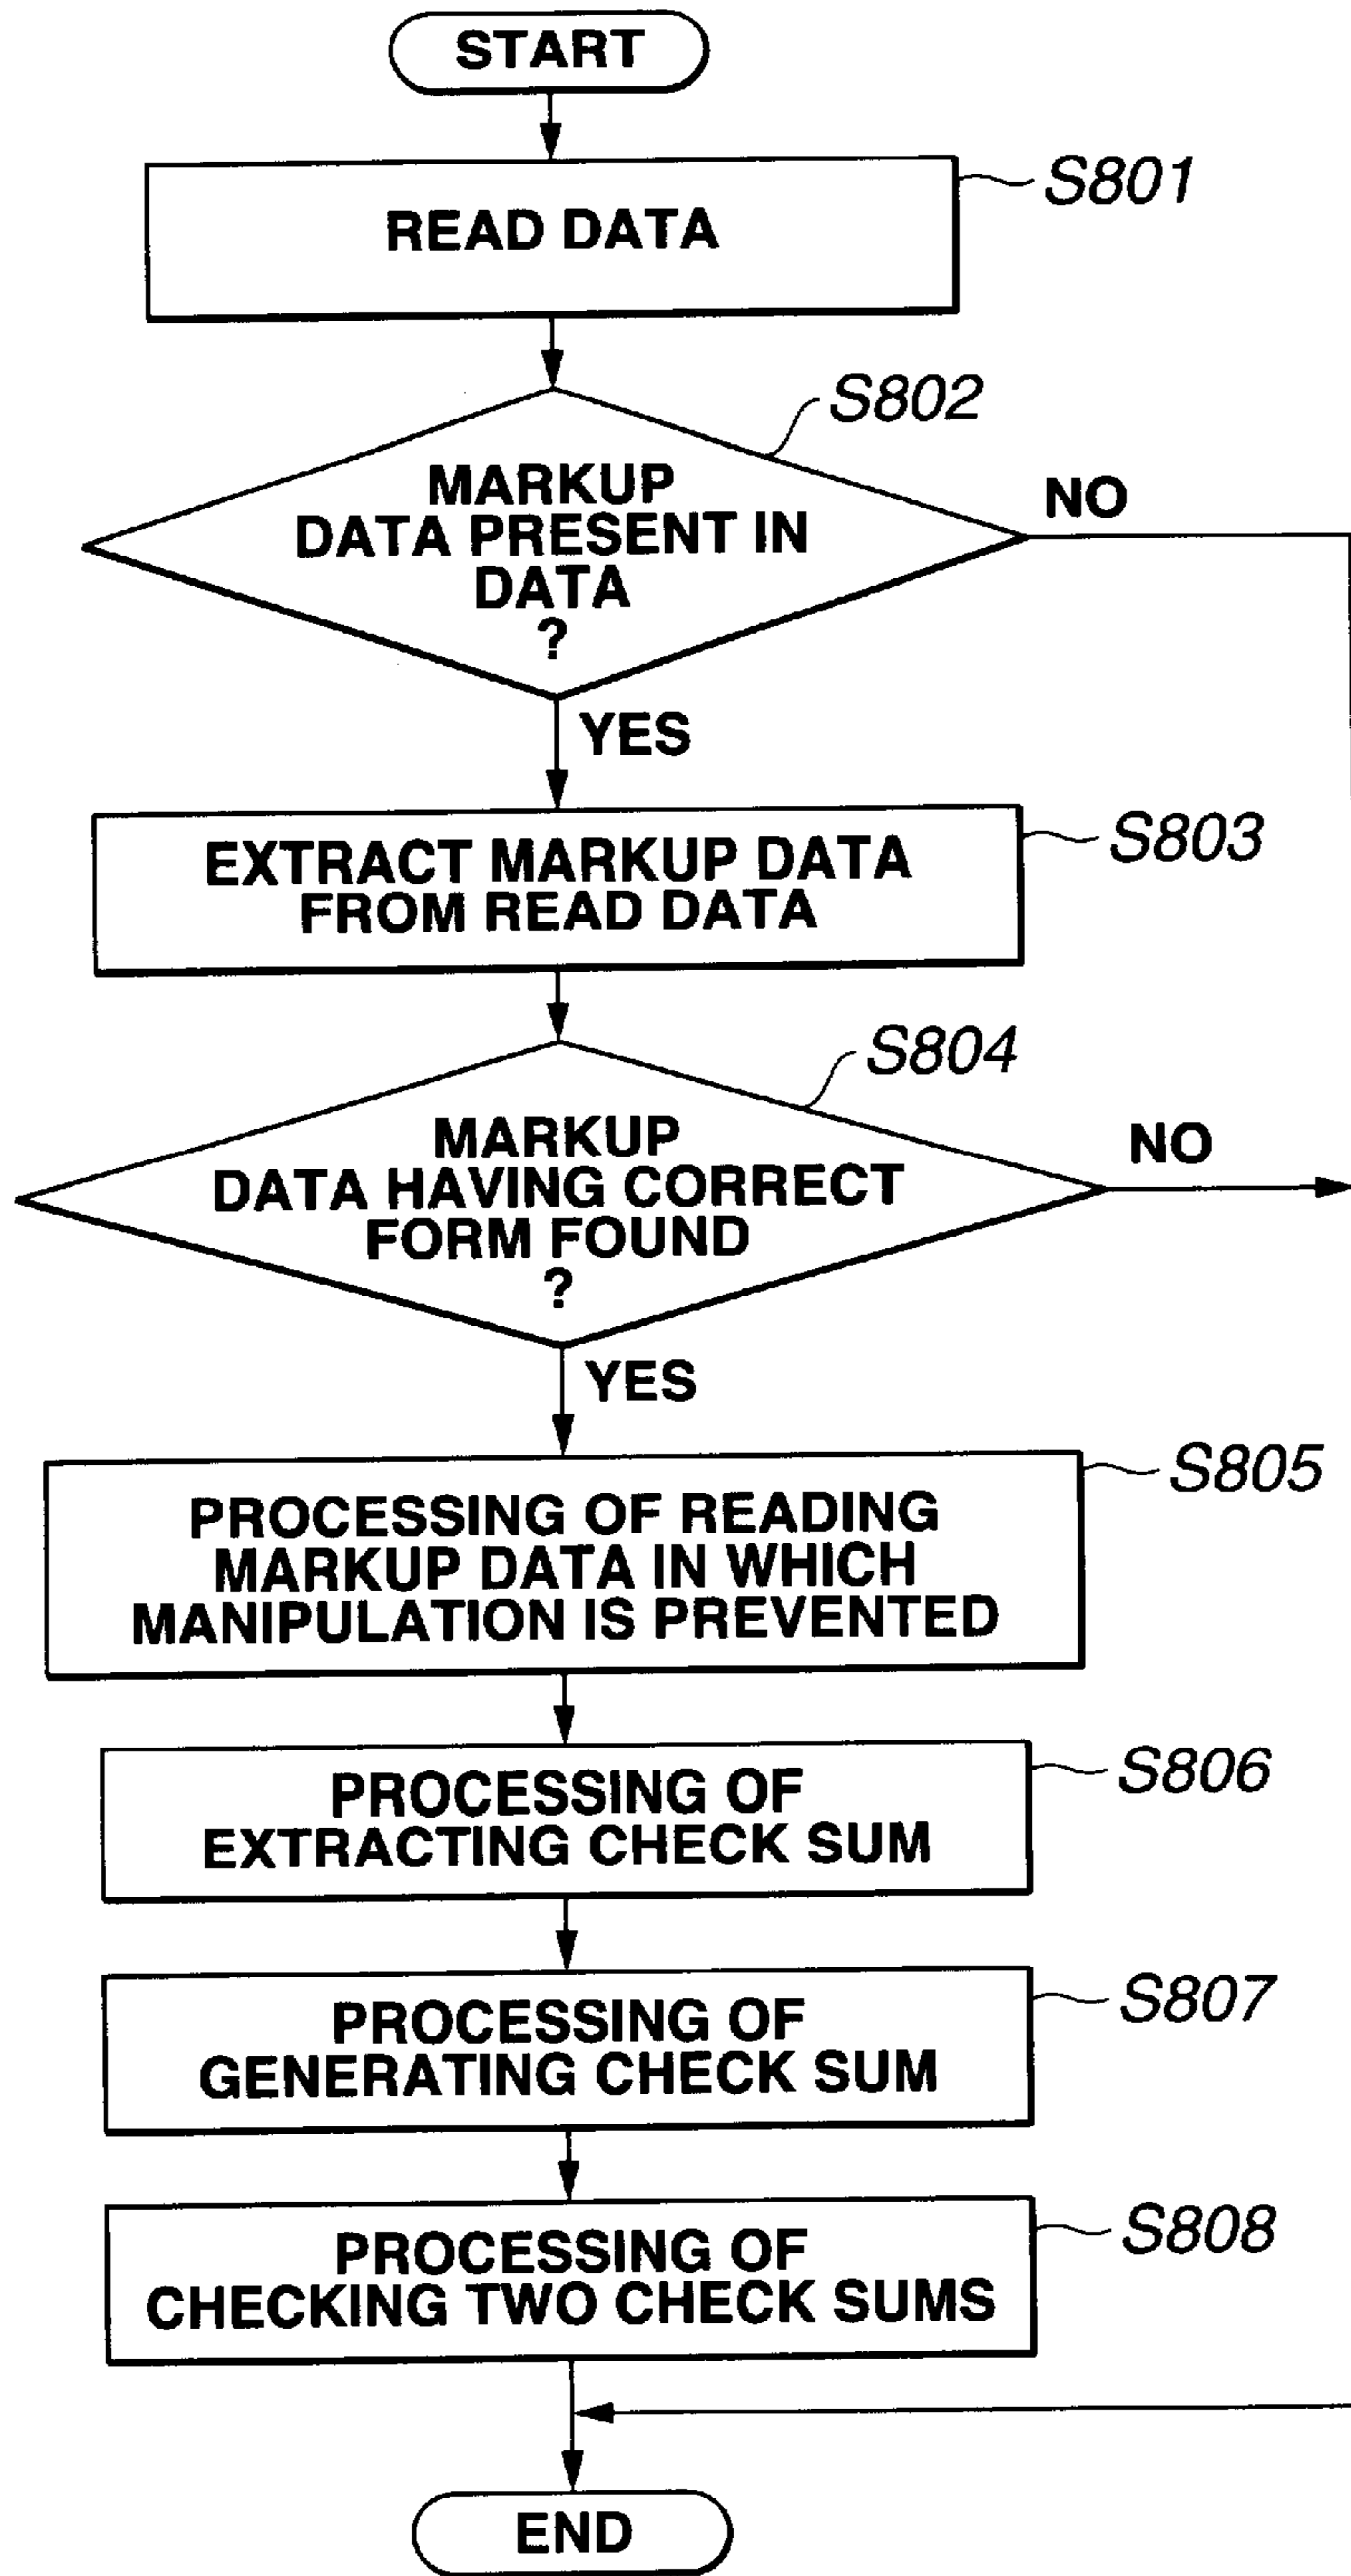 START
READ DATA
S801
S802
MARKUP
DATA PRESENT IN
DATA
?
NO
YES
EXTRACT MARKUP DATA
FROM READ DATA
S803
S804
MARKUP
DATA HAVING CORRECT
FORM FOUND
?
NO
YES
S805
PROCESSING OF READING
MARKUP DATA IN WHICH
MANIPULATION IS PREVENTED
S806
PROCESSING OF
EXTRACTING CHECK SUM
S807
PROCESSING OF
GENERATING CHECK SUM
S808
PROCESSING OF
CHECKING TWO CHECK SUMS
END